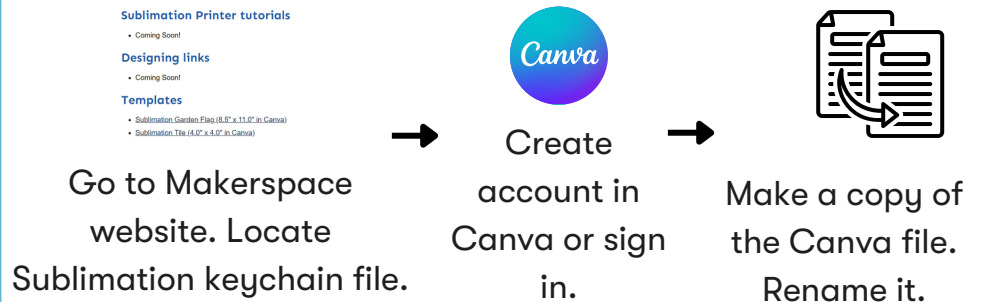 Sublimation Printer tutorials
• Coming Soon!
Designing links
• Coming Soon!
Templates
• Sublimation Garden Flag (8.5" x 11.0" in Canva)
• Sublimation Tile (4.0" x 4.0" in Canva)
Go to Makerspace
website. Locate
Sublimation keychain file.
Canva
Create
account in
Canva or sign
in.
Make a copy of
the Canva file.
Rename it.